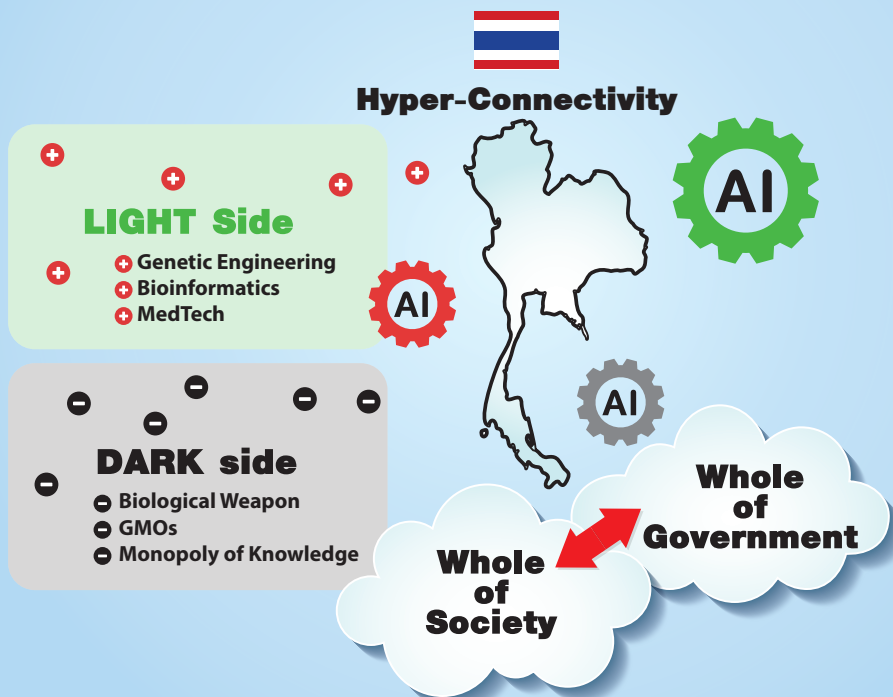 Hyper-Connectivity
LIGHT Side
Genetic Engineering
Bioinformatics
MedTech
AI
AI
AI
DARK side
Biological Weapon
GMOs
Monopoly of Knowledge
Whole
of
Society
Whole
of
Government